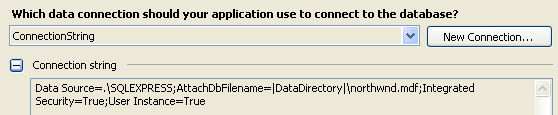 Which data connection should your application use to connect to the database?
ConnectionString
New Connection...
Connection string
Data Source=.\SQLEXPRESS;AttachDbFilename=|DataDirectory|\northwnd.mdf;Integrated
Security=True;User Instance=True